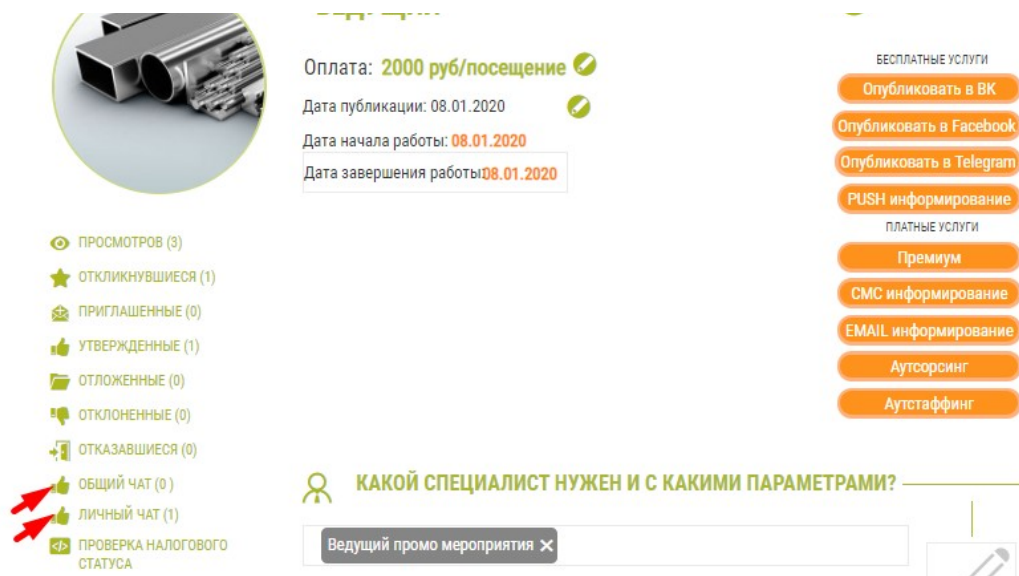 Оплата: 2000 руб/посещение
Дата публикации: 08.01.2020
Дата начала работы: 08.01.2020
Дата завершения работы:08.01.2020
ПРОСМОТРОВ (3)
ОТКЛИКНУВШИЕСЯ (1)
ПРИГЛАШЕННЫЕ (0)
УТВЕРЖДЕННЫЕ (1)
ОТЛОЖЕННЫЕ (0)
ОТКЛОНЕННЫЕ (0)
ОТКАЗАВШИЕСЯ (0)
ОБЩИЙ ЧАТ (0 )
ЛИЧНЫЙ ЧАТ (1)
ПРОВЕРКА НАЛОГОВОГО
СТАТУСА
БЕСПЛАТНЫЕ УСЛУГИ
Опубликовать в ВК
Опубликовать в Facebook
Опубликовать в Telegram
PUSH информирование
ПЛАТНЫЕ УСЛУГИ
Премиум
СМС информирование
EMAIL информирование
Аутсорсинг
Аутстаффинг
КАКОЙ СПЕЦИАЛИСТ НУЖЕН И С КАКИМИ ПАРАМЕТРАМИ?
Ведущий промо мероприятия ×